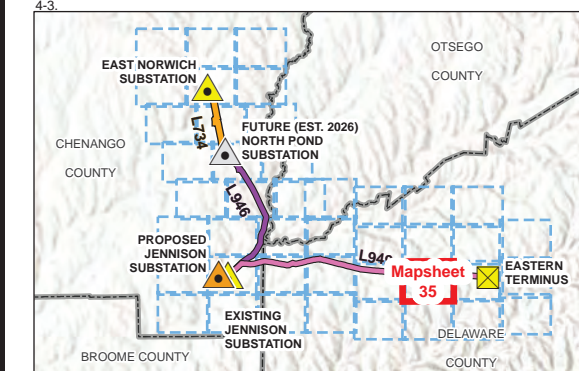 4-3.
OTSEGO
COUNTY
EAST NORWICH
SUBSTATION
L734
FUTURE (EST. 2026)
NORTH POND
SUBSTATION
CHENANGO
COUNTY
L946
PROPOSED
JENNISON
SUBSTATION
Mapsheet
35
EASTERN
TERMINUS
EXISTING
JENNISON
SUBSTATION
DELAWARE
COUNTY
BROOME COUNTY